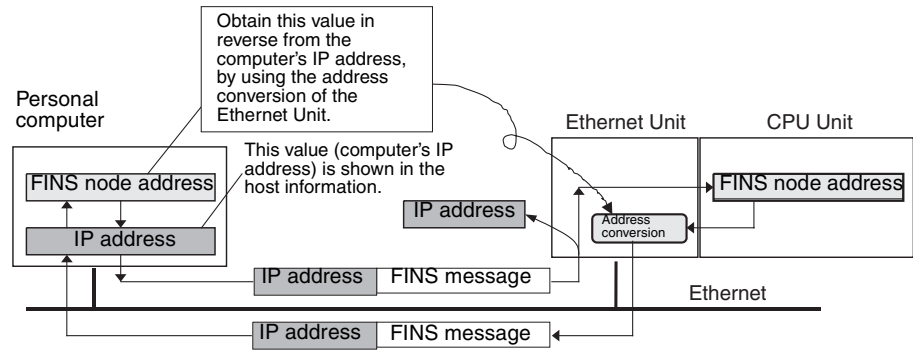 Obtain this value in
reverse from the
computer's IP address,
by using the address
conversion of the
Ethernet Unit.
Personal
computer
This value (computer's IP
address) is shown in the
host information.
Ethernet Unit
CPU Unit
FINS node address
IP address
IP address
FINS node address
Address
conversion
IP address
FINS message
Ethernet
IP address
FINS message